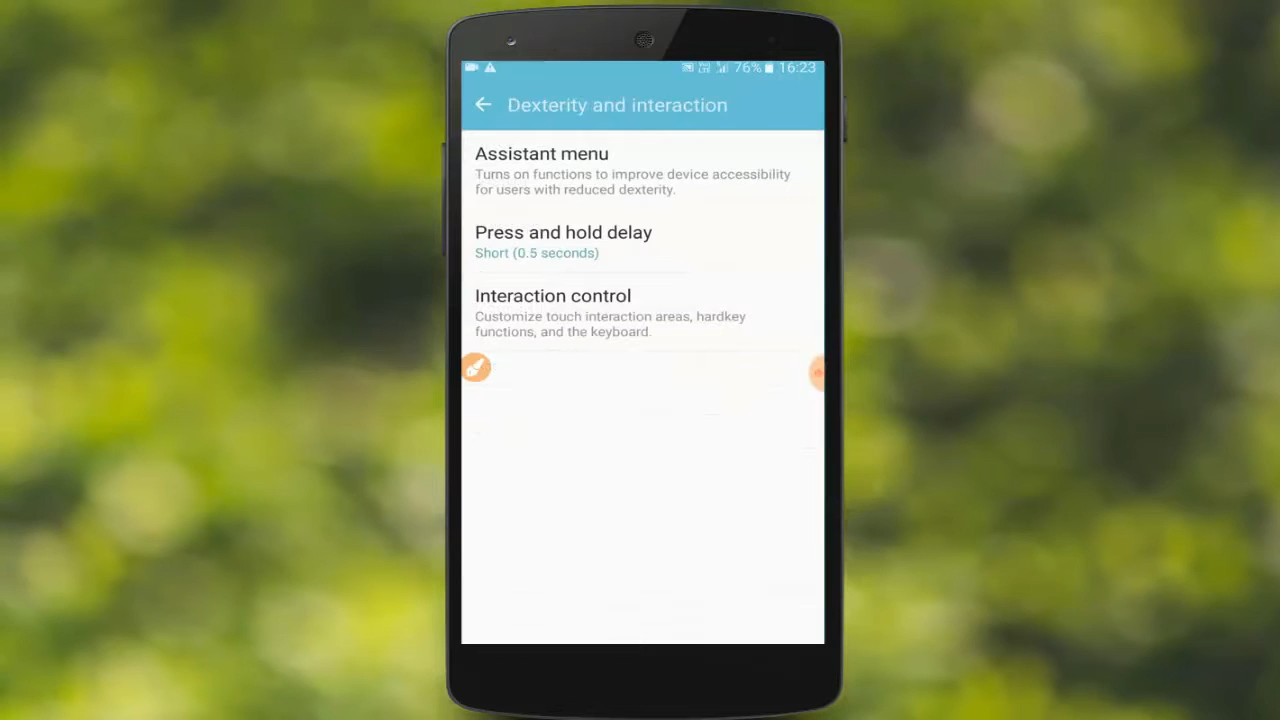 76% 16:23
Dexterity and interaction
Assistant menu
Turns on functions to improve device accessibility
for users with reduced dexterity.
Press and hold delay
Short (0.5 seconds)
Interaction control
Customize touch interaction areas, hardkey
functions, and the keyboard.